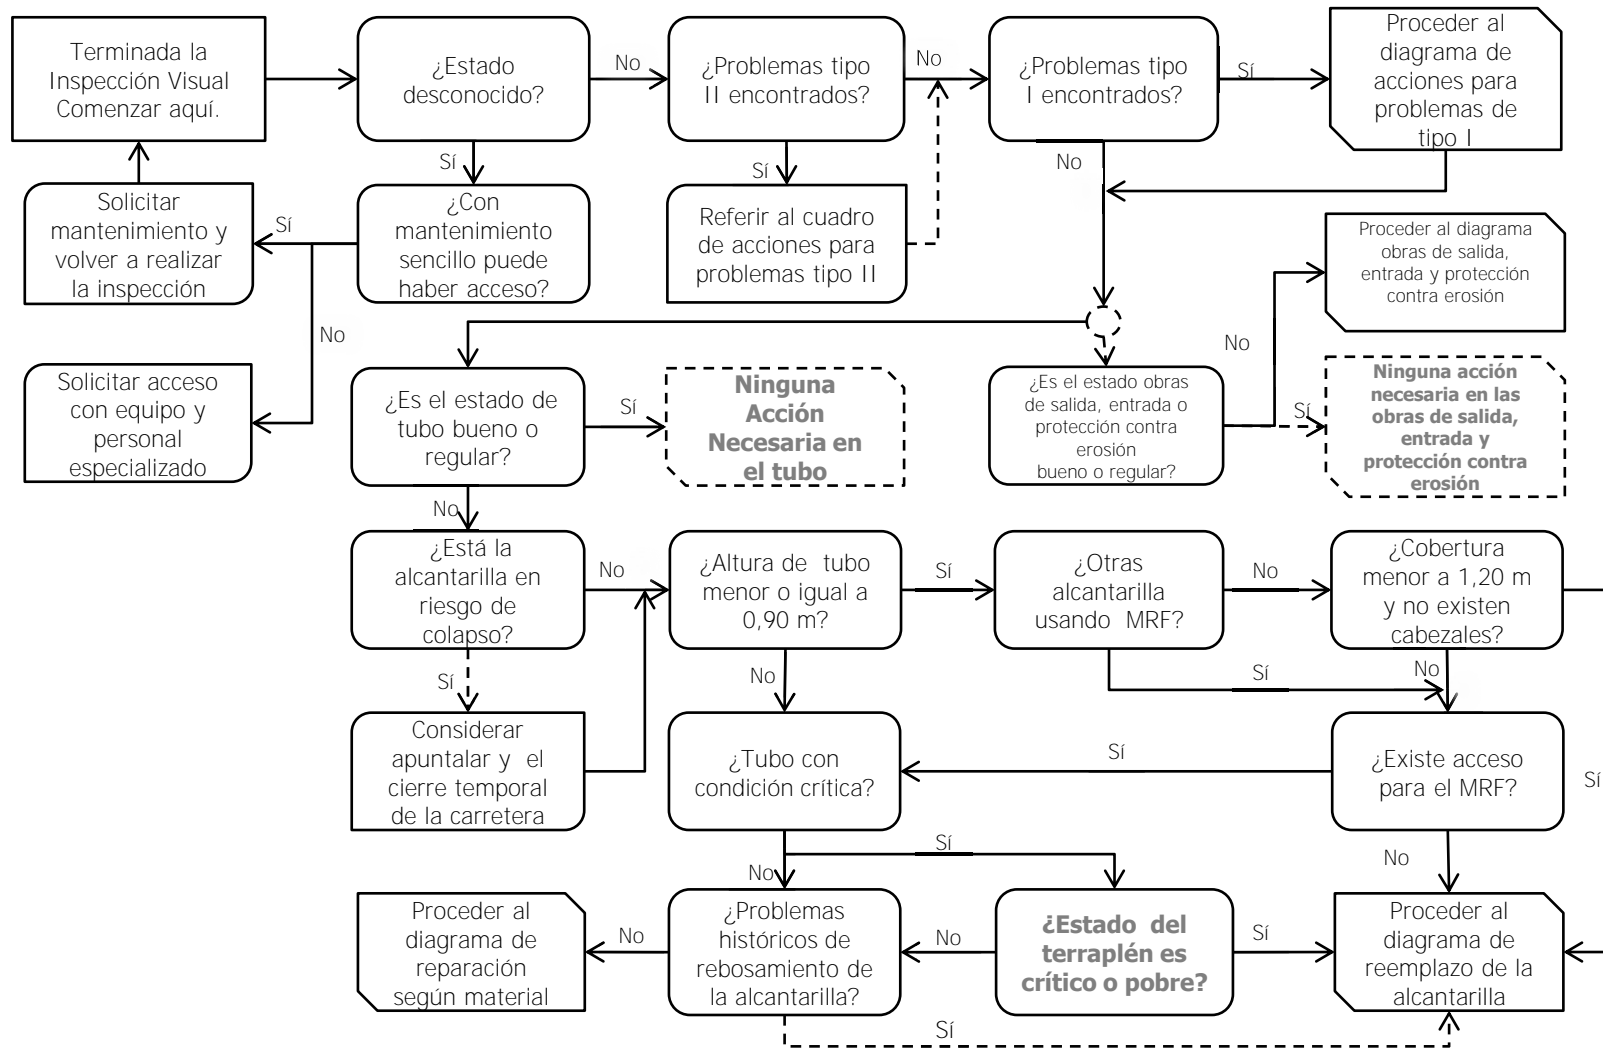 Terminada la
Inspección Visual
Comenzar aquí.
¿Estado
desconocido?
No
¿Problemas tipo
II encontrados?
No
¿Problemas tipo
I encontrados?
Sí
Proceder al
diagrama de
acciones para
problemas de
tipo I
Sí
Sí
No
Solicitar
mantenimiento y
volver a realizar
la inspección
Sí
¿Con
mantenimiento
sencillo puede
haber acceso?
Referir al cuadro
de acciones para
problemas tipo II
Proceder al diagrama
obras de salida,
entrada y protección
contra erosión
No
No
Solicitar acceso
con equipo y
personal
especializado
¿Es el estado de
tubo bueno o
regular?
Sí
Ninguna
Acción
Necesaria en
el tubo
¿Es el estado obras
de salida, entrada o
protección contra
erosión
bueno o regular?
Sí
Ninguna acción
necesaria en las
obras de salida,
entrada y
protección contra
erosión
No
¿Está la
alcantarilla en
riesgo de
colapso?
No
¿Altura de tubo
menor o igual a
0,90 m?
Sí
¿Otras
alcantarilla
usando MRF?
No
¿Cobertura
menor a 1,20 m
y no existen
cabezales?
Sí
No
Sí
No
Considerar
apuntalar y el
cierre temporal
de la carretera
¿Tubo con
condición crítica?
Sí
¿Existe acceso
para el MRF?
Sí
Sí
No
No
Proceder al
diagrama de
reparación
según material
No
¿Problemas
históricos de
rebosamiento de
la alcantarilla?
No
¿Estado del
terraplén es
crítico o pobre?
Sí
Proceder al
diagrama de
reemplazo de la
alcantarilla
Sí